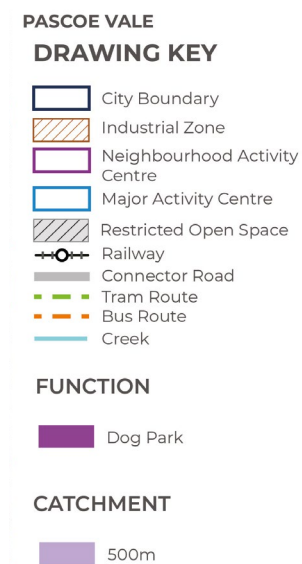 PASCOE VALE
DRAWING KEY
City Boundary
Industrial Zone
Neighbourhood Activity
Centre
Major Activity Centre
Restricted Open Space
Railway
Connector Road
Tram Route
Bus Route
Creek
FUNCTION
Dog Park
CATCHMENT
500m